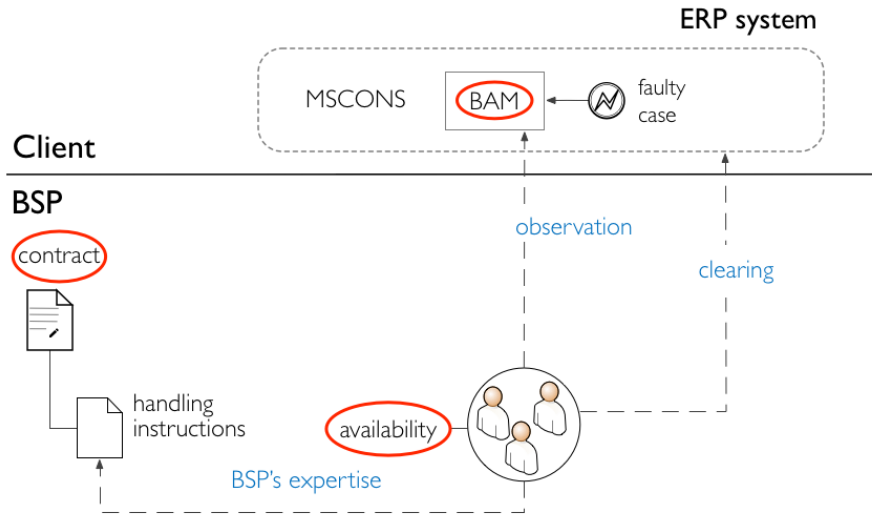 ERP system
MSCONS
BAM
faulty
case
Client
BSP
contract
observation
clearing
handling
instructions
availability
BSP's expertise